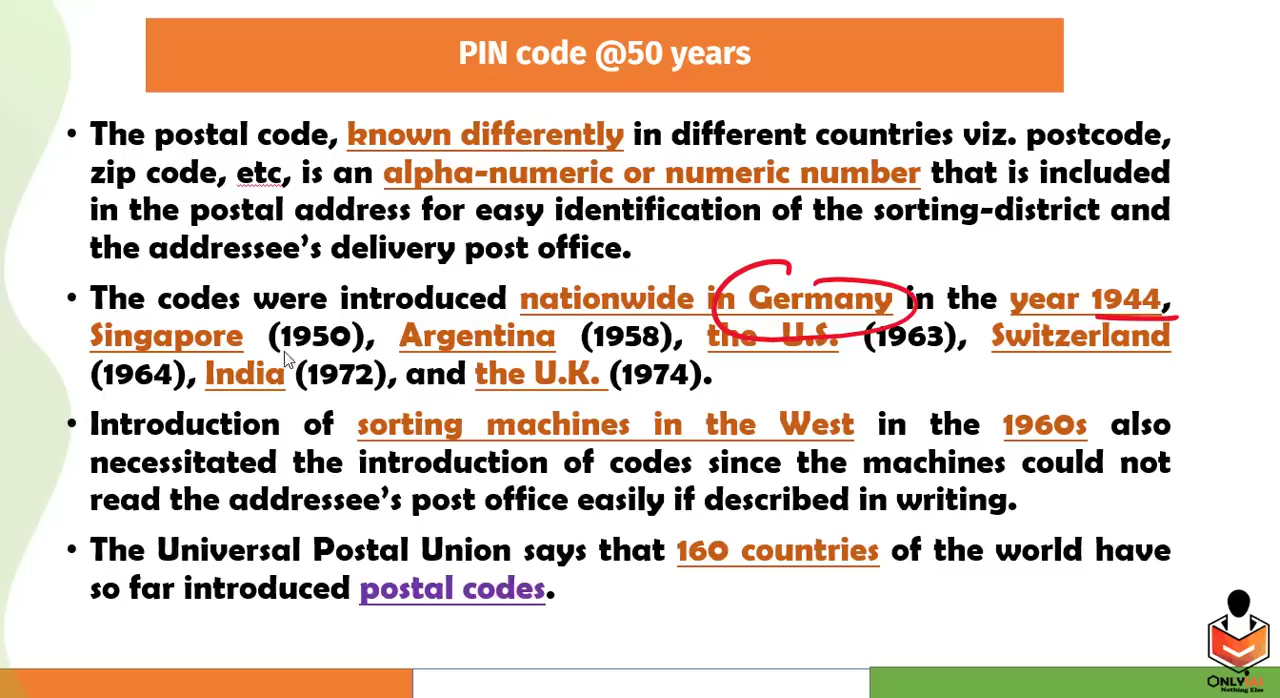 PIN code @50 years
• The postal code, known differently in different countries viz. postcode,
zip code, etc, is an alpha-numeric or numeric number that is included
in the postal address for easy identification of the sorting-district and
the addressee's delivery post office.
• The codes were introduced nationwide in Germany in the year 1944,
Singapore (1950), Argentina (1958), the U.S. (1963), Switzerland
(1964), India (1972), and the U.K. (1974).
• Introduction of sorting machines in the West in the 1960s also
necessitated the introduction of codes since the machines could not
read the addressee's post office easily if described in writing.
• The Universal Postal Union says that 160 countries of the world have
so far introduced postal codes.
ONLYIAS
Nothing Else